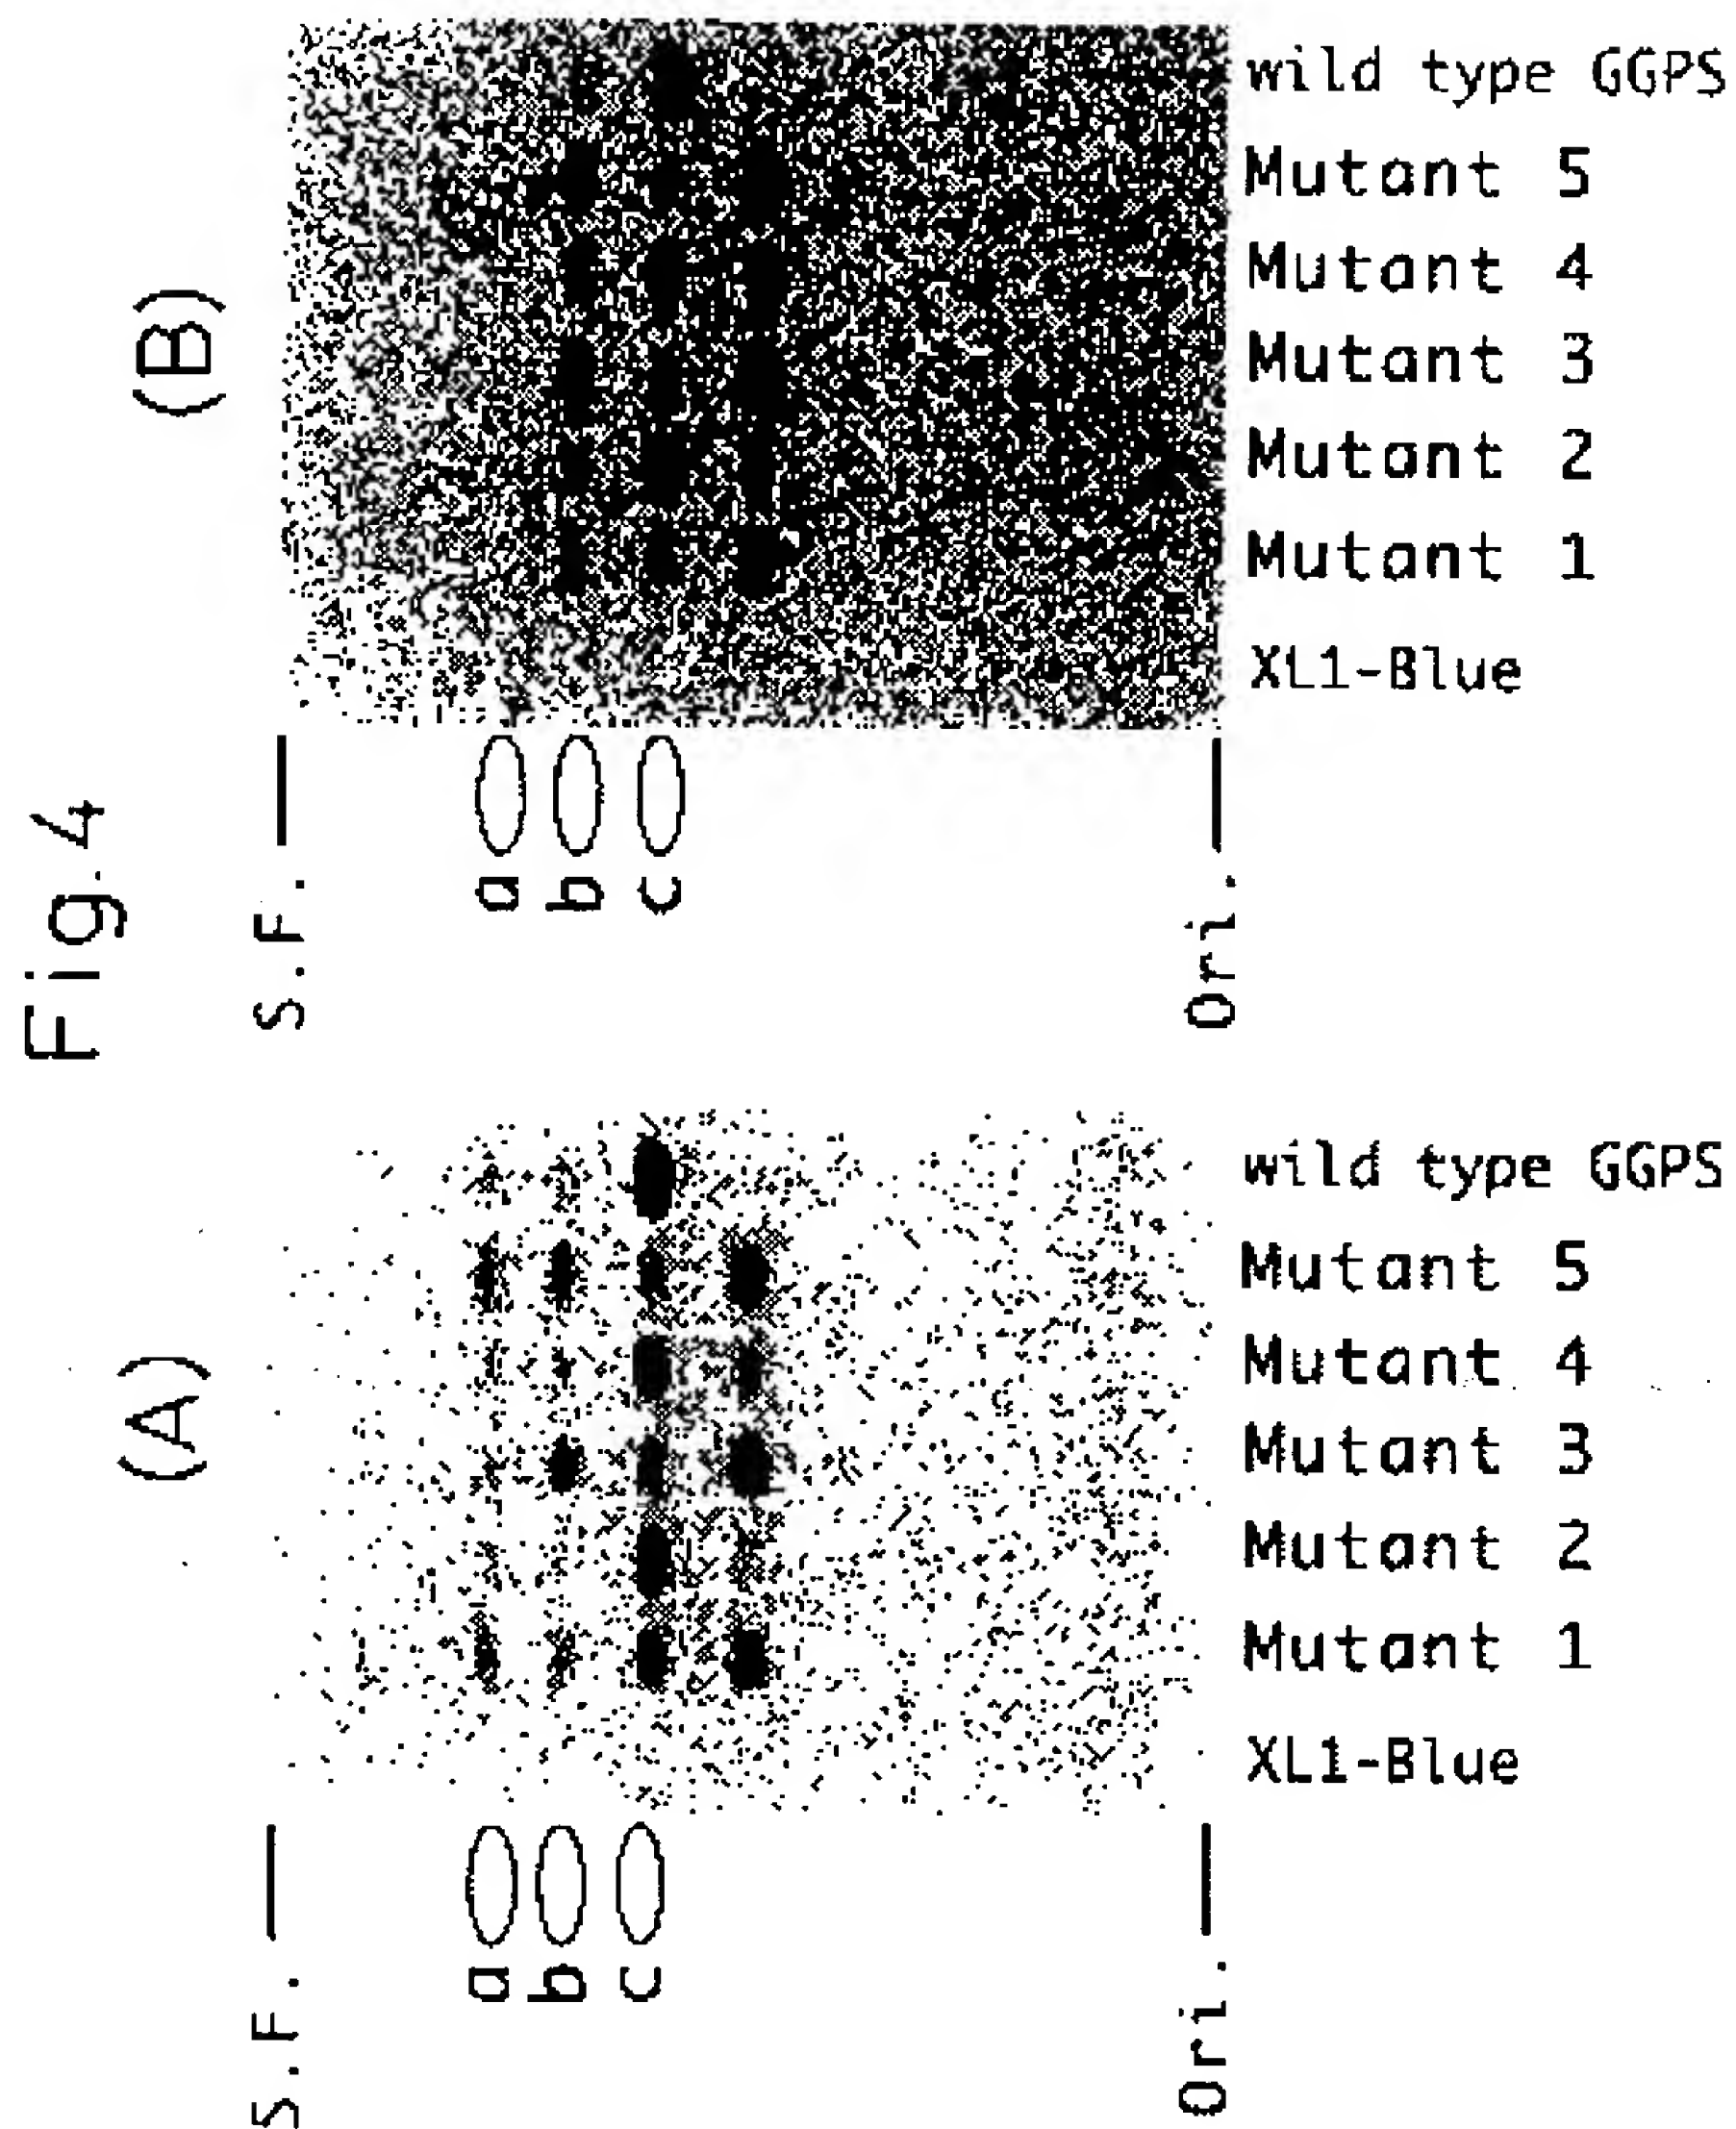 Fig.4
(A)
S.F.
a
b
c
Ori.
XL1-Blue
Mutant 1
Mutant 2
Mutant 3
Mutant 4
Mutant 5
wild type GGPS
(B)
S.F.
a
b
c
Ori.
XL1-Blue
Mutant 1
Mutant 2
Mutant 3
Mutant 4
Mutant 5
wild type GGPS